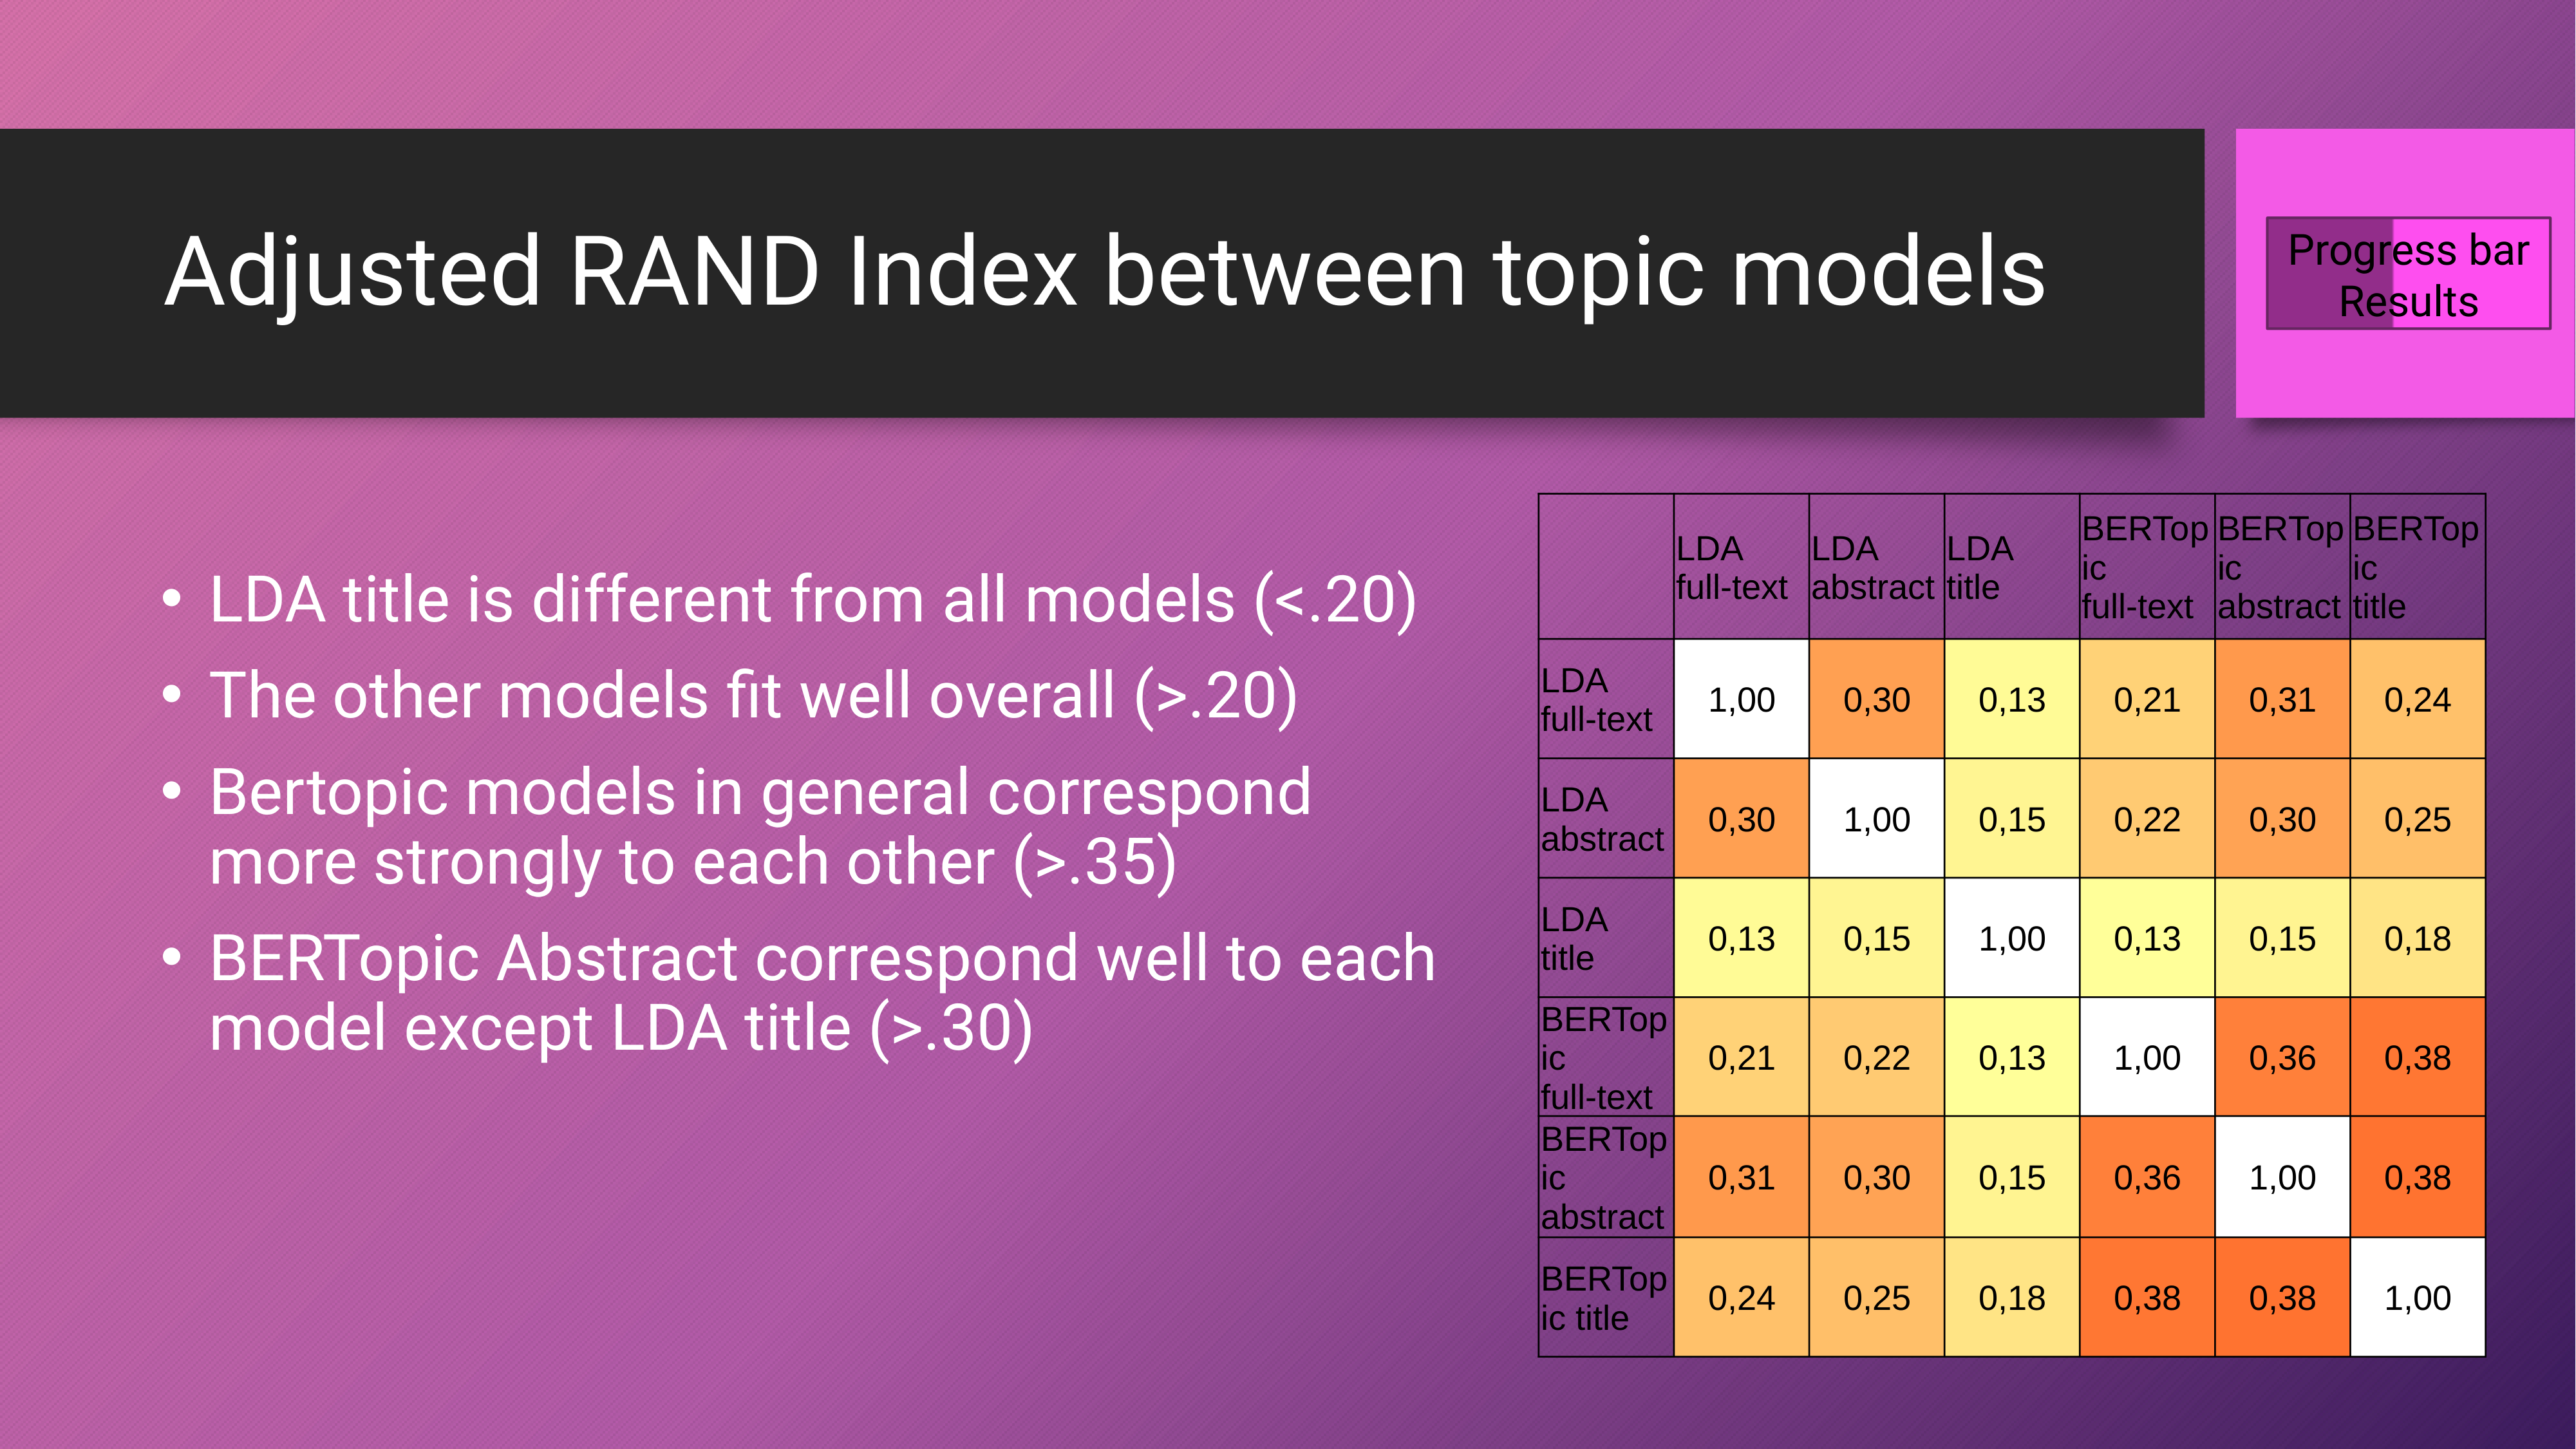 Adjusted RAND Index between topic models
Progress bar
Results
• LDA title is different from all models (<.20)
• The other models fit well overall (>.20)
• Bertopic models in general correspond
more strongly to each other (>.35)
• BERTopic Abstract correspond well to each
model except LDA title (>.30)
LDA full-text LDA abstract LDA title BERTopic full-text BERTopic abstract BERTopic title
LDA full-text 1,00 0,30 0,13 0,21 0,31 0,24
LDA abstract 0,30 1,00 0,15 0,22 0,30 0,25
LDA title 0,13 0,15 1,00 0,13 0,15 0,18
BERTopic full-text 0,21 0,22 0,13 1,00 0,36 0,38
BERTopic abstract 0,31 0,30 0,15 0,36 1,00 0,38
BERTopic title 0,24 0,25 0,18 0,38 0,38 1,00